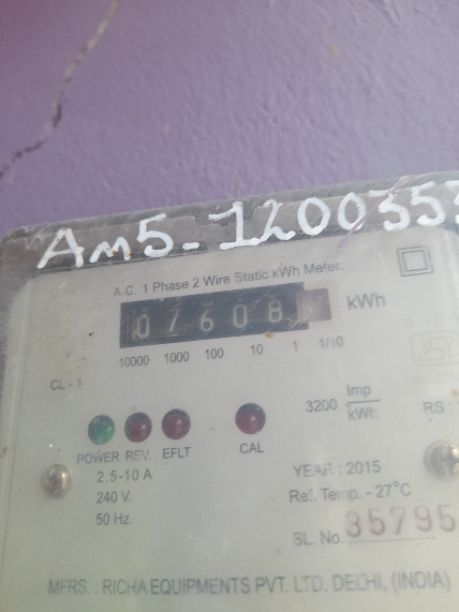 Am5-1200353
A.C. 1 Phase 2 Wire Static kWh Meter.
07608 kWh
10000 1000 100 10 1 1/10
CL - 1
3200 Imp/kWh
RS :
POWER REV. EFLT CAL
2.5-10 A
240 V.
50 Hz.
YEAR : 2015
Ref. Temp. - 27°C
SL. No. 35795
MFRS. : RICHA EQUIPMENTS PVT. LTD. DELHI, (INDIA)